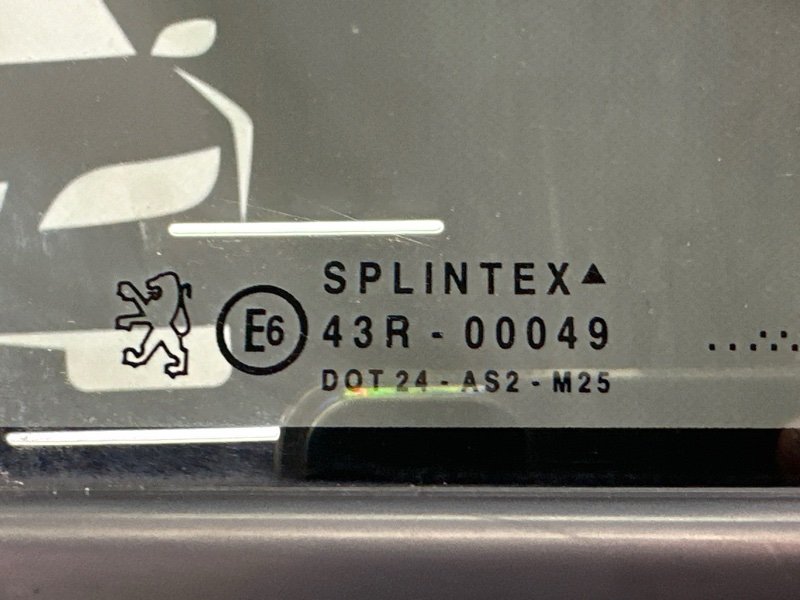 SPLINTEX▲
E6 43R - 00049
DOT 24 - AS2 - M25